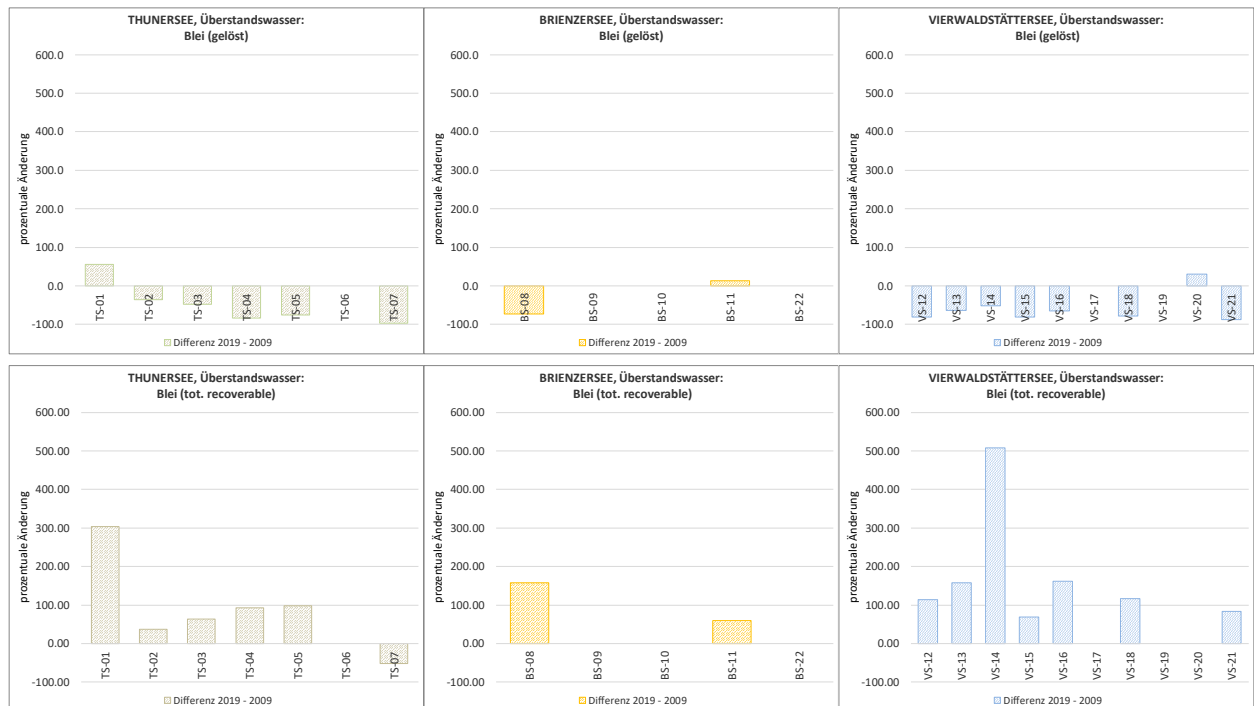 THUNERSEE, Überstandswasser:
Blei (gelöst)
prozentuale Änderung
600.0
500.0
400.0
300.0
200.0
100.0
0.0
-100.0
TS-01
TS-02
TS-03
TS-04
TS-05
TS-06
TS-07
Differenz 2019 - 2009
BRIENZERSEE, Überstandswasser:
Blei (gelöst)
prozentuale Änderung
600.0
500.0
400.0
300.0
200.0
100.0
0.0
-100.0
BS-08
BS-09
BS-10
BS-11
BS-22
Differenz 2019 - 2009
VIERWALDSTÄTTERSEE, Überstandswasser:
Blei (gelöst)
prozentuale Änderung
600.0
500.0
400.0
300.0
200.0
100.0
0.0
-100.0
VS-12
VS-13
VS-14
VS-15
VS-16
VS-17
VS-18
VS-19
VS-20
VS-21
Differenz 2019 - 2009
THUNERSEE, Überstandswasser:
Blei (tot. recoverable)
prozentuale Änderung
600.00
500.00
400.00
300.00
200.00
100.00
0.00
-100.00
TS-01
TS-02
TS-03
TS-04
TS-05
TS-06
TS-07
Differenz 2019 - 2009
BRIENZERSEE, Überstandswasser:
Blei (tot. recoverable)
prozentuale Änderung
600.00
500.00
400.00
300.00
200.00
100.00
0.00
-100.00
BS-08
BS-09
BS-10
BS-11
BS-22
Differenz 2019 - 2009
VIERWALDSTÄTTERSEE, Überstandswasser:
Blei (tot. recoverable)
prozentuale Änderung
600.00
500.00
400.00
300.00
200.00
100.00
0.00
-100.00
VS-12
VS-13
VS-14
VS-15
VS-16
VS-17
VS-18
VS-19
VS-20
VS-21
Differenz 2019 - 2009